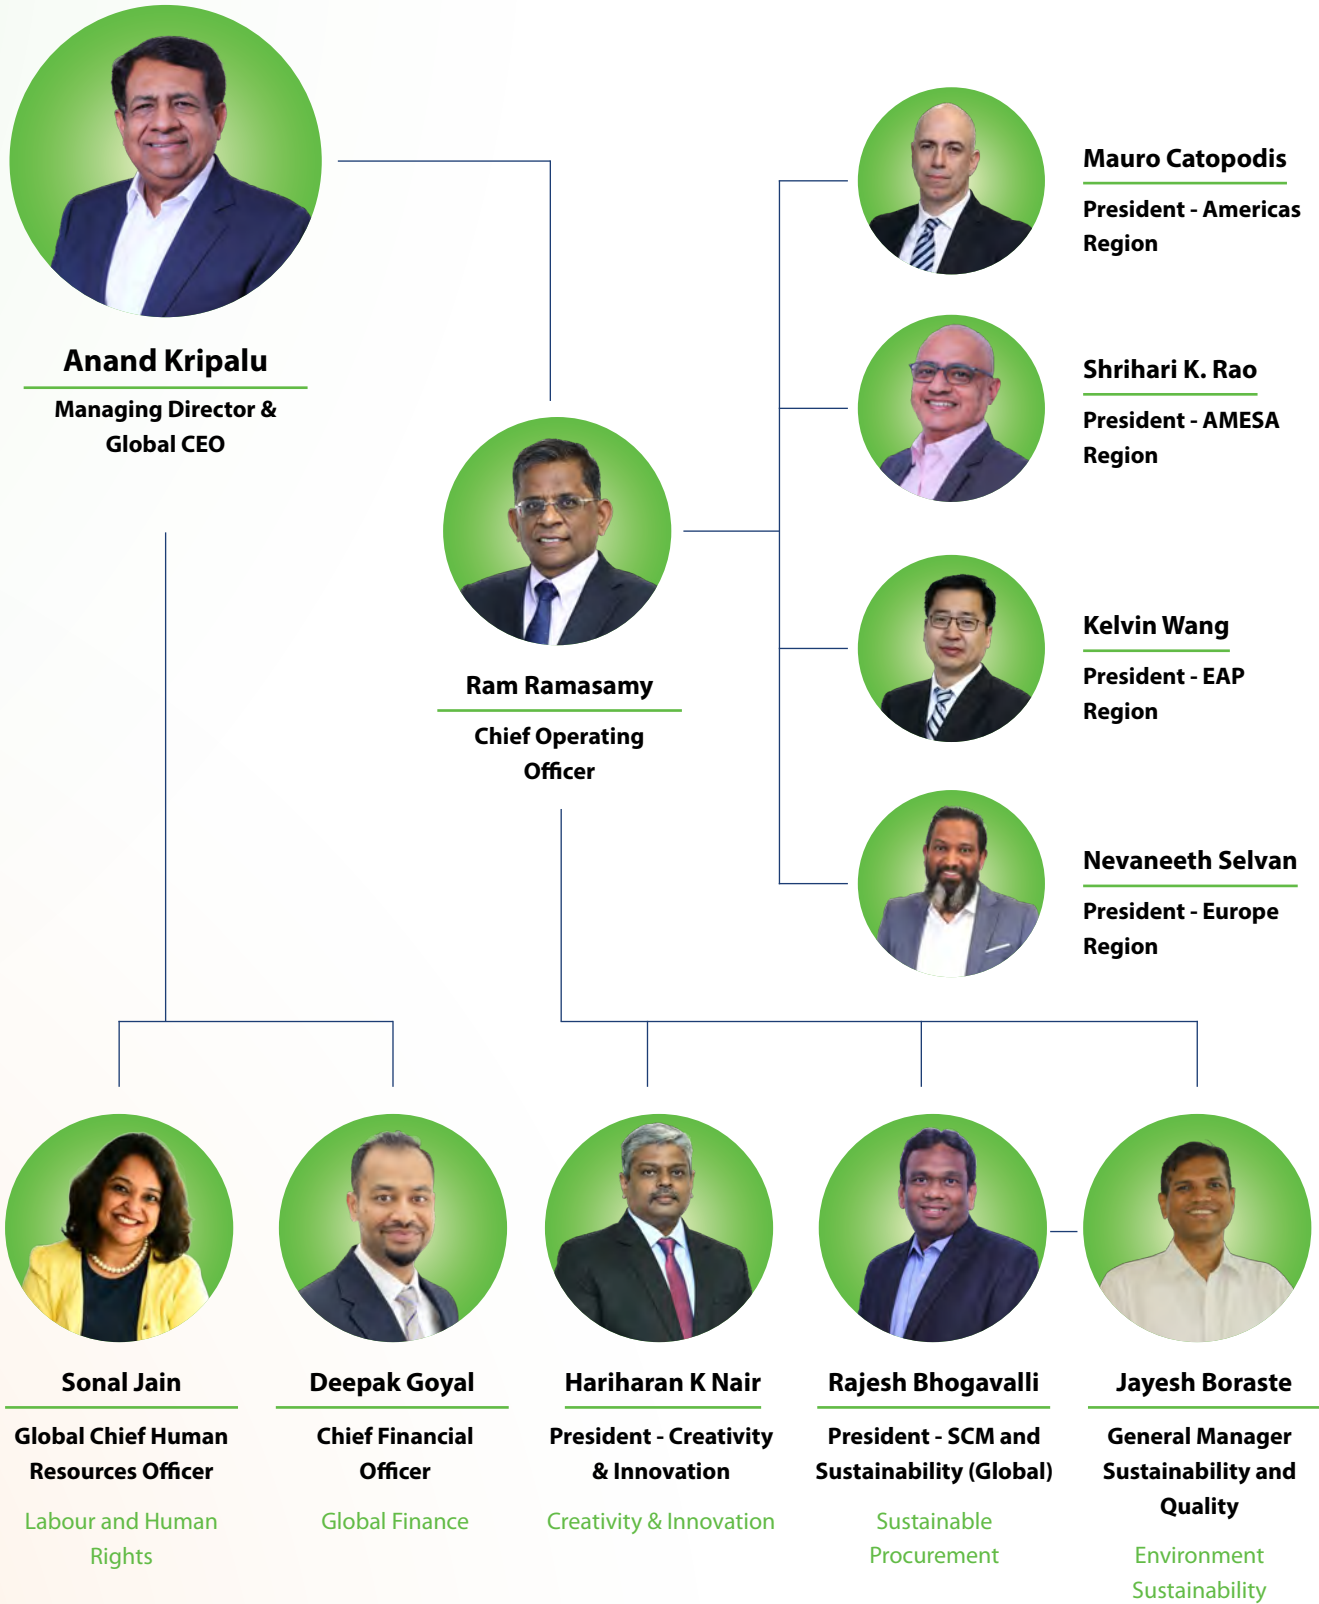 Anand Kripalu
Managing Director &
Global CEO
Ram Ramasamy
Chief Operating
Officer
Mauro Catopodis
President - Americas
Region
Shrihari K. Rao
President - AMESA
Region
Kelvin Wang
President - EAP
Region
Nevaneeth Selvan
President - Europe
Region
Sonal Jain
Global Chief Human
Resources Officer
Labour and Human
Rights
Deepak Goyal
Chief Financial
Officer
Global Finance
Hariharan K Nair
President - Creativity
& Innovation
Creativity & Innovation
Rajesh Bhogavalli
President - SCM and
Sustainability (Global)
Sustainable
Procurement
Jayesh Boraste
General Manager
Sustainability and
Quality
Environment
Sustainability